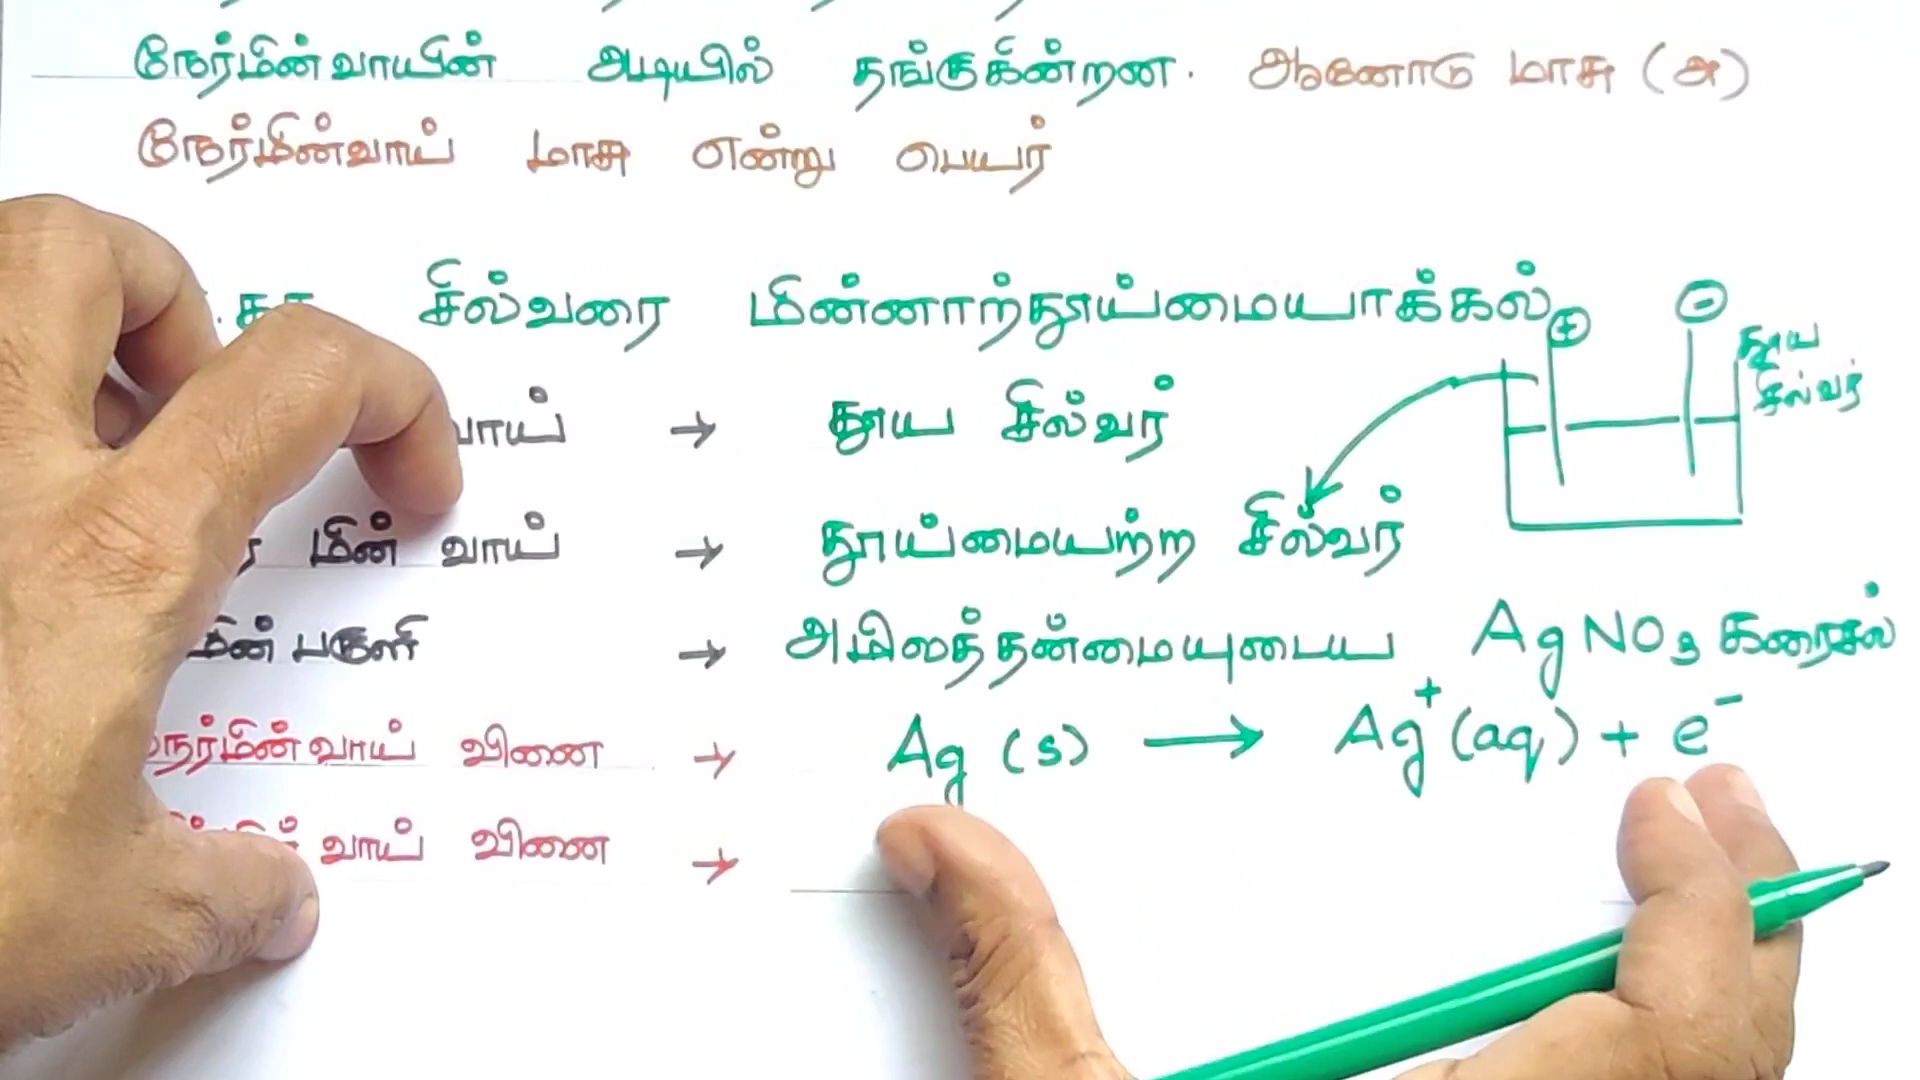 நேர்மின்வாயின் அடியில் தங்குகின்றன. ஆனோடு மாசு (அ)
நேர்மின்வாய் மாசு என்று பெயர்
சில்வரை மின்னாற்தூய்மையாக்கல்
+ -
தூய
சில்வர்
வாய் → தூய சில்வர்
மின் வாய் → தூய்மையற்ற சில்வர்
மின் பகுளி → அமிலத்தன்மையுடைய AgNO₃ கரைசல்
நேர்மின்வாய் வினை → Ag (s) ⟶ Ag⁺(aq) + e⁻
வாய் வினை →